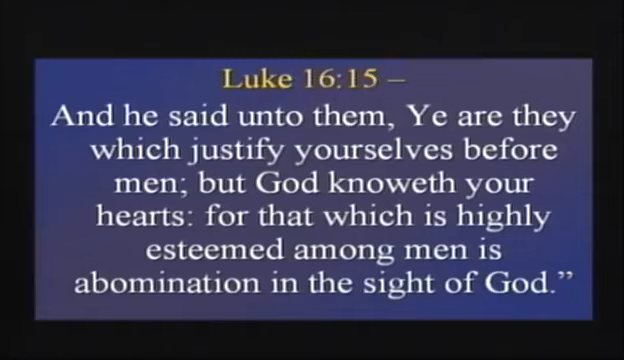 Luke 16:15 –
And he said unto them, Ye are they
which justify yourselves before
men; but God knoweth your
hearts: for that which is highly
esteemed among men is
abomination in the sight of God.”